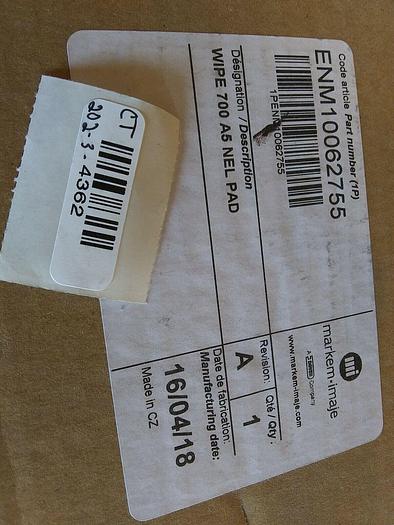 Code article Part number (1P)
ENM10062755
1PENM10062755
Désignation / Description
WIPE 700 A5 NEL PAD
markem-imaje
Company
www.markem-imaje.com
Revision:
A
Qté / Qty :
1
Date de fabrication:
Manufacturing date:
16/04/18
Made in CZ
CT
202-3-4362